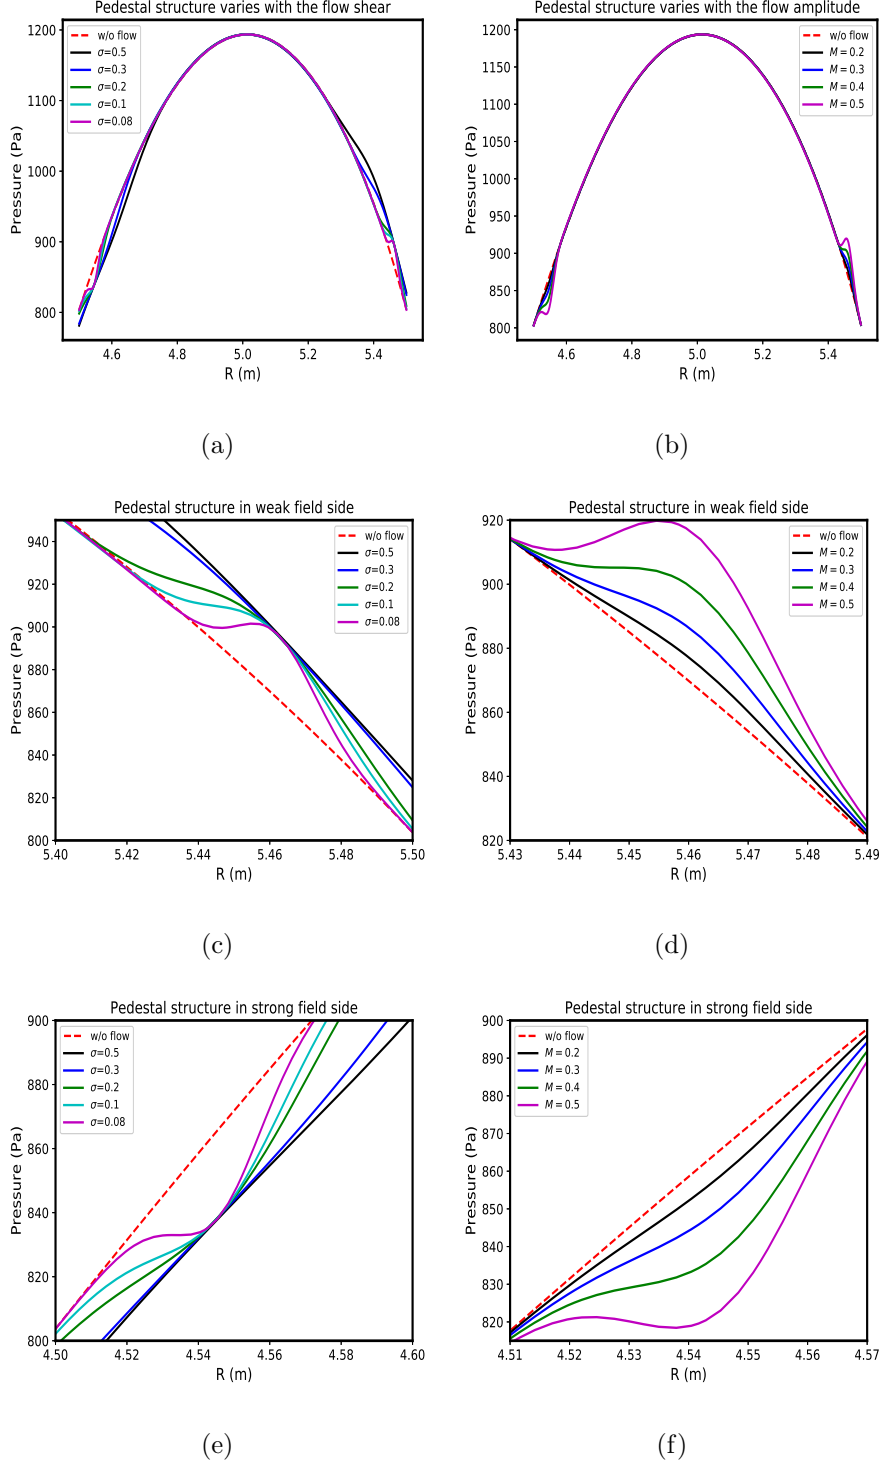 Pedestal structure varies with the flow shear
Pressure (Pa)
1200
1100
1000
900
800
w/o flow
σ=0.5
σ=0.3
σ=0.2
σ=0.1
σ=0.08
4.6 4.8 5.0 5.2 5.4
R (m)
(a)
Pedestal structure varies with the flow amplitude
Pressure (Pa)
1200
1150
1100
1050
1000
950
900
850
800
w/o flow
M = 0.2
M = 0.3
M = 0.4
M = 0.5
4.6 4.8 5.0 5.2 5.4
R (m)
(b)
Pedestal structure in weak field side
Pressure (Pa)
940
920
900
880
860
840
820
800
w/o flow
σ=0.5
σ=0.3
σ=0.2
σ=0.1
σ=0.08
5.40 5.42 5.44 5.46 5.48 5.50
R (m)
(c)
Pedestal structure in weak field side
Pressure (Pa)
920
900
880
860
840
820
w/o flow
M = 0.2
M = 0.3
M = 0.4
M = 0.5
5.43 5.44 5.45 5.46 5.47 5.48 5.49
R (m)
(d)
Pedestal structure in strong field side
Pressure (Pa)
900
880
860
840
820
800
w/o flow
σ=0.5
σ=0.3
σ=0.2
σ=0.1
σ=0.08
4.50 4.52 4.54 4.56 4.58 4.60
R (m)
(e)
Pedestal structure in strong field side
Pressure (Pa)
900
890
880
870
860
850
840
830
820
w/o flow
M = 0.2
M = 0.3
M = 0.4
M = 0.5
4.51 4.52 4.53 4.54 4.55 4.56 4.57
R (m)
(f)